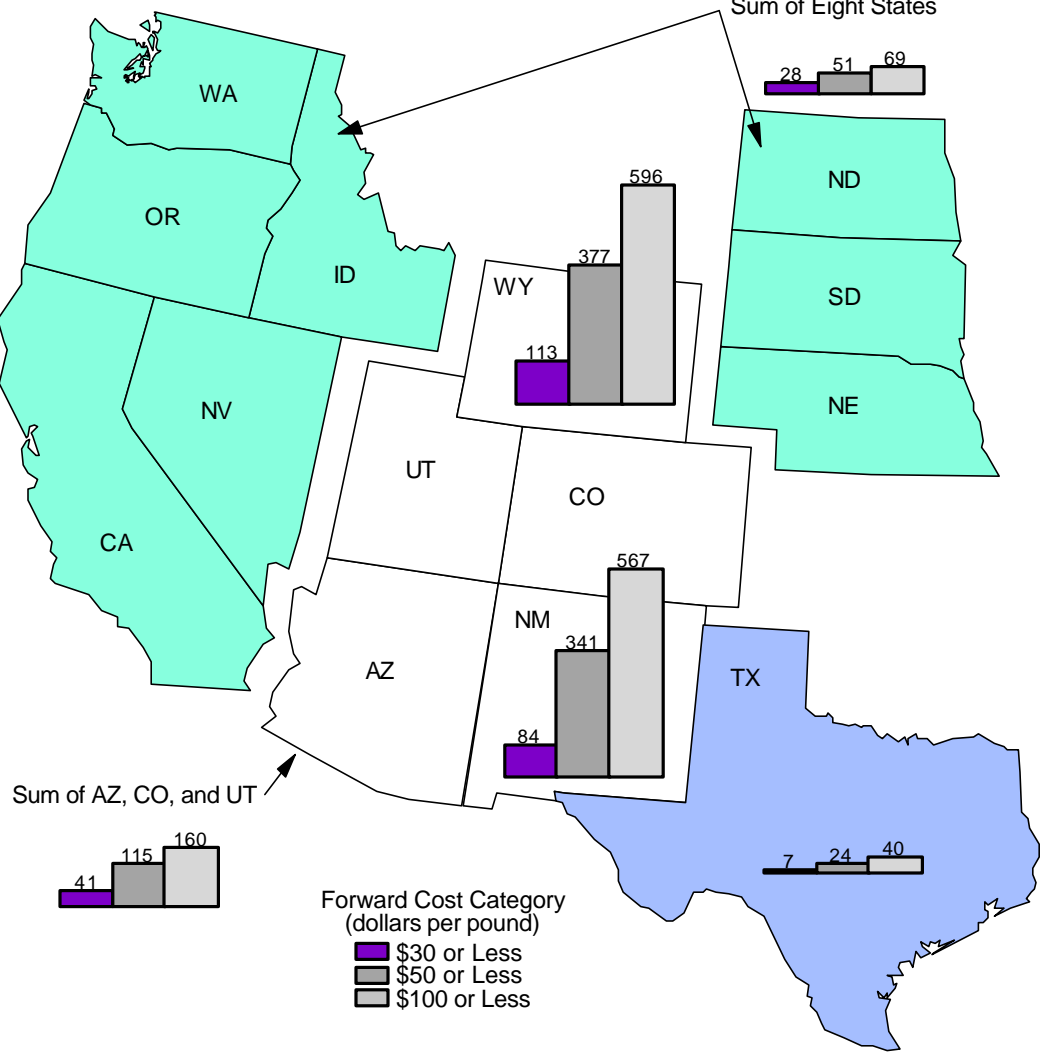 Sum of Eight States
28 51 69
WA
ND
OR
596
ID
377
WY
SD
113
NV
NE
UT
CO
CA
567
NM
341
AZ
TX
84
Sum of AZ, CO, and UT
160
115
41
7 24 40
Forward Cost Category
(dollars per pound)
$30 or Less
$50 or Less
$100 or Less